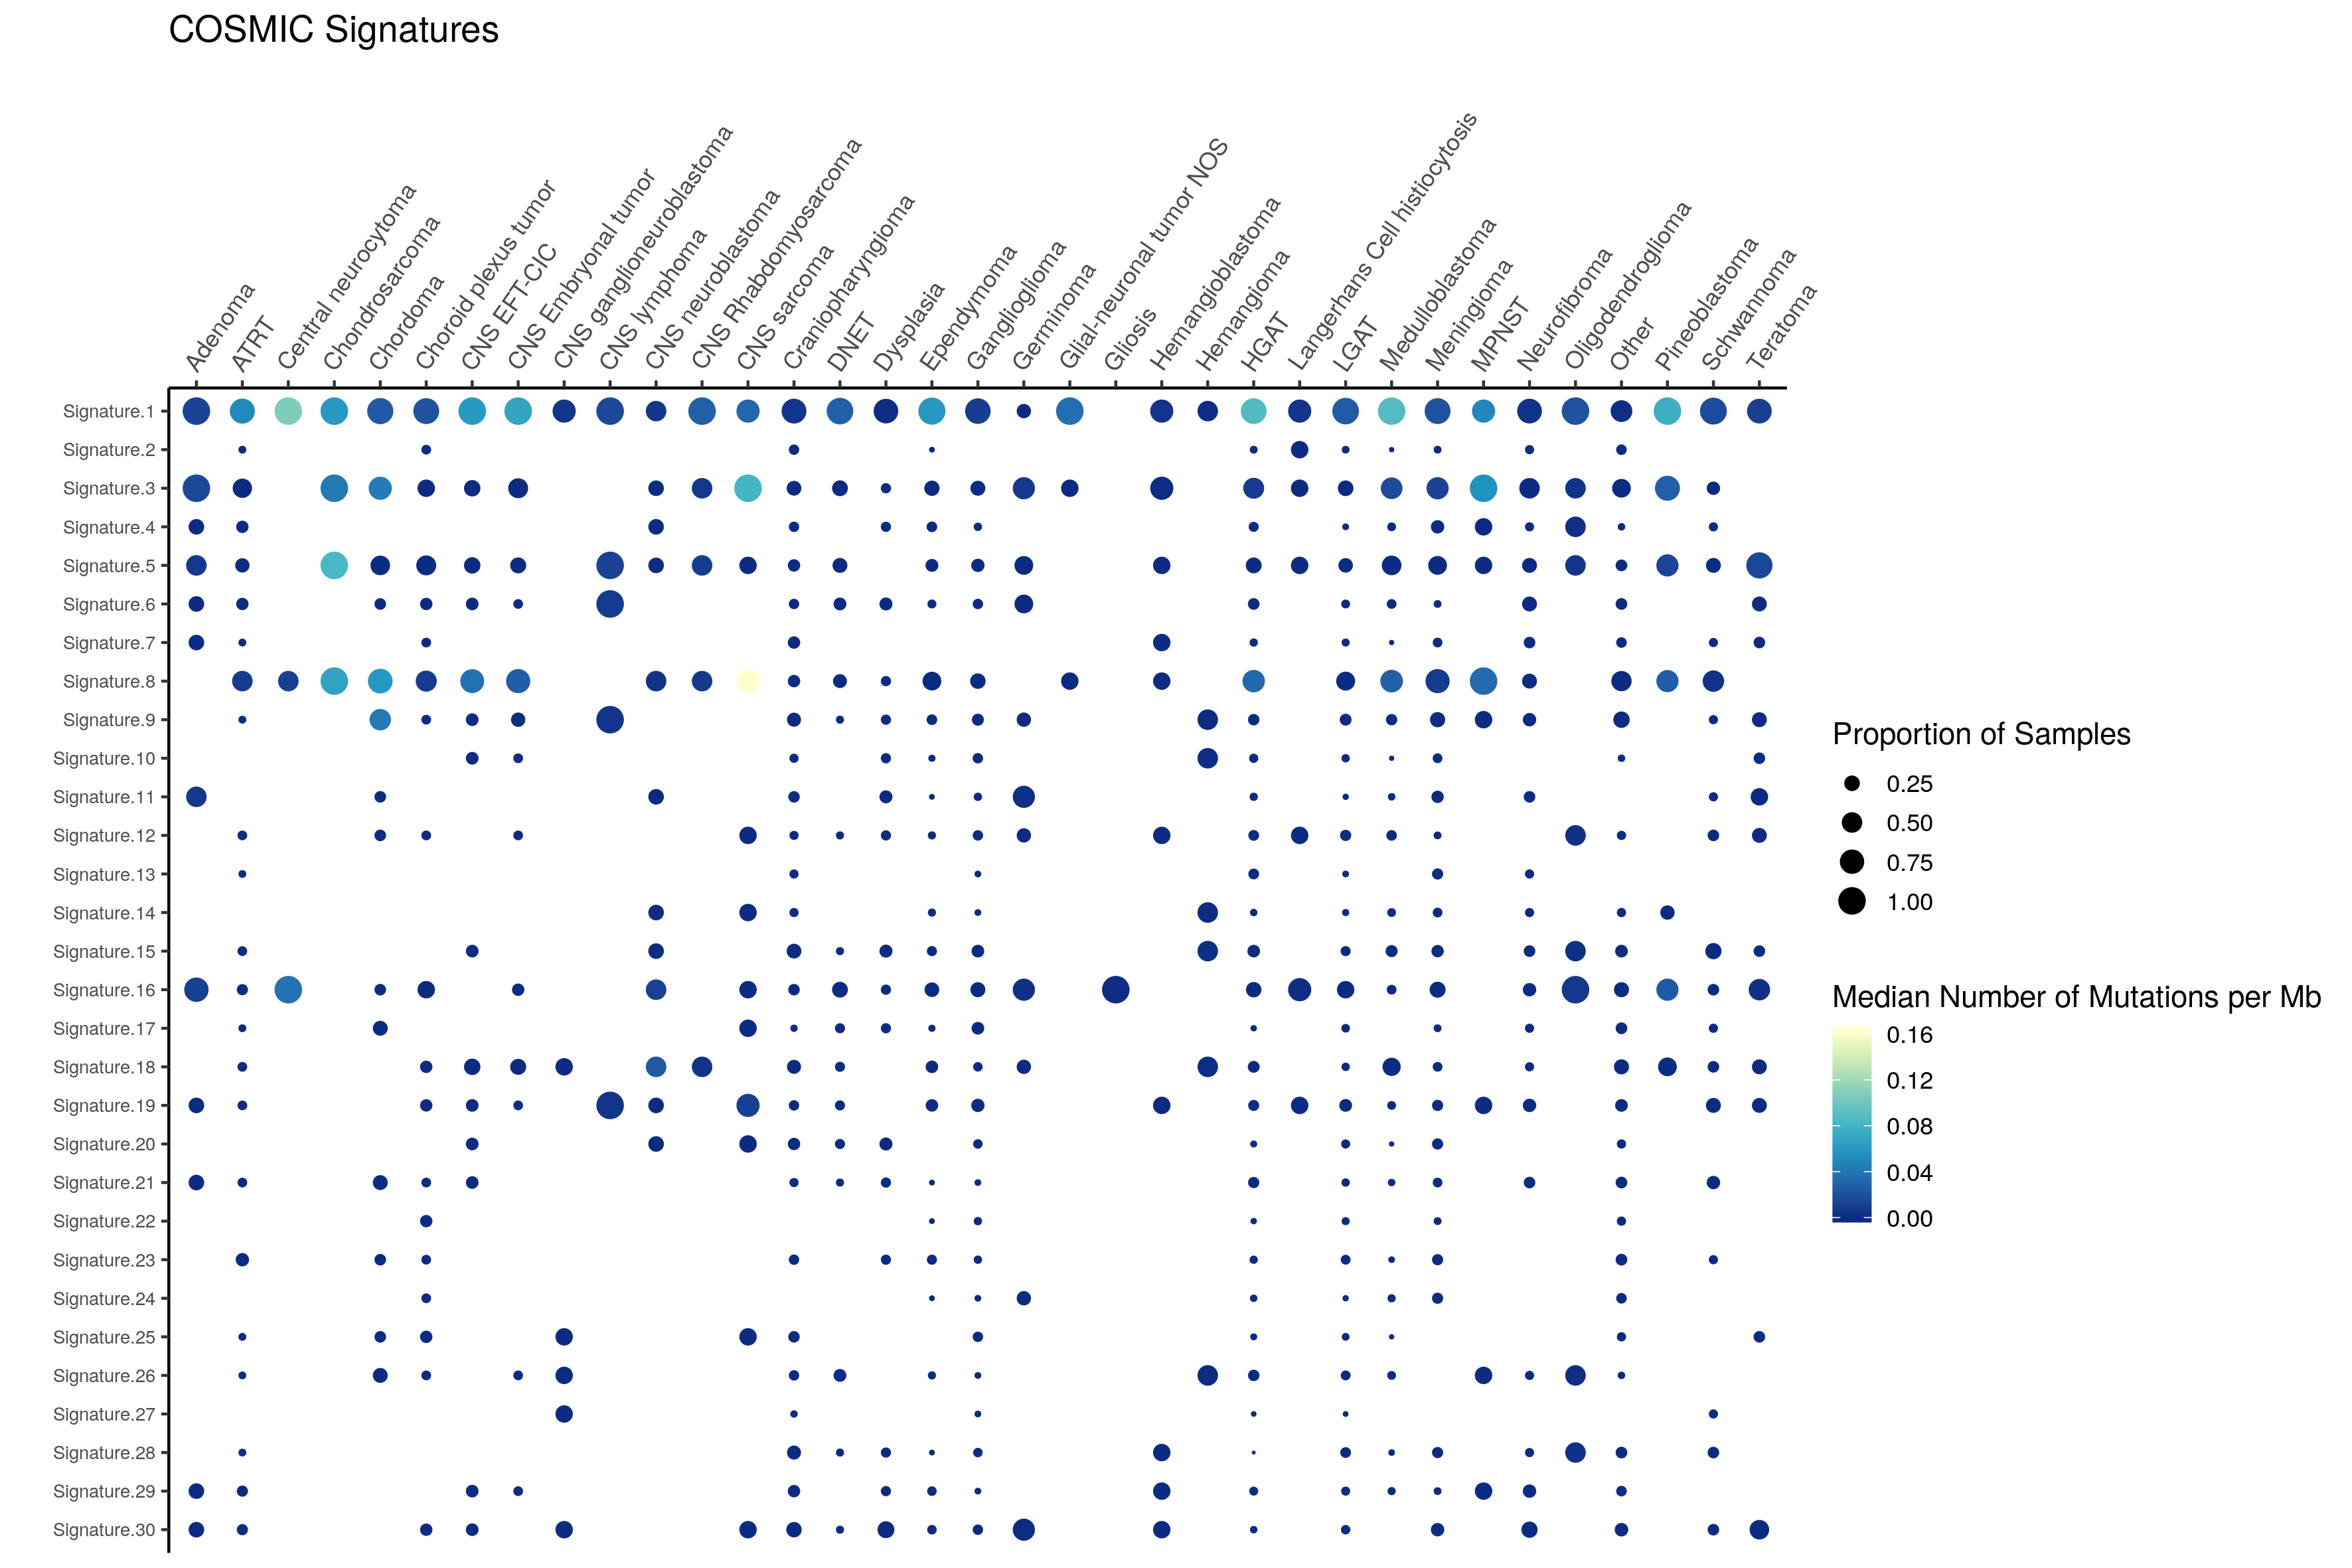 COSMIC Signatures
Adenoma
ATRT
Central neurocytoma
Chondrosarcoma
Chordoma
Choroid plexus tumor
CNS EFT-CIC
CNS Embryonal tumor
CNS ganglioneuroblastoma
CNS lymphoma
CNS neuroblastoma
CNS Rhabdomyosarcoma
CNS sarcoma
Craniopharyngioma
DNET
Dysplasia
Ependymoma
Ganglioglioma
Germinoma
Glial-neuronal tumor NOS
Gliosis
Hemangioblastoma
Hemangioma
HGAT
Langerhans Cell histiocytosis
LGAT
Medulloblastoma
Meningioma
MPNST
Neurofibroma
Oligodendroglioma
Other
Pineoblastoma
Schwannoma
Teratoma
Signature.1
Signature.2
Signature.3
Signature.4
Signature.5
Signature.6
Signature.7
Signature.8
Signature.9
Signature.10
Signature.11
Signature.12
Signature.13
Signature.14
Signature.15
Signature.16
Signature.17
Signature.18
Signature.19
Signature.20
Signature.21
Signature.22
Signature.23
Signature.24
Signature.25
Signature.26
Signature.27
Signature.28
Signature.29
Signature.30
Proportion of Samples
0.25
0.50
0.75
1.00
Median Number of Mutations per Mb
0.16
0.12
0.08
0.04
0.00